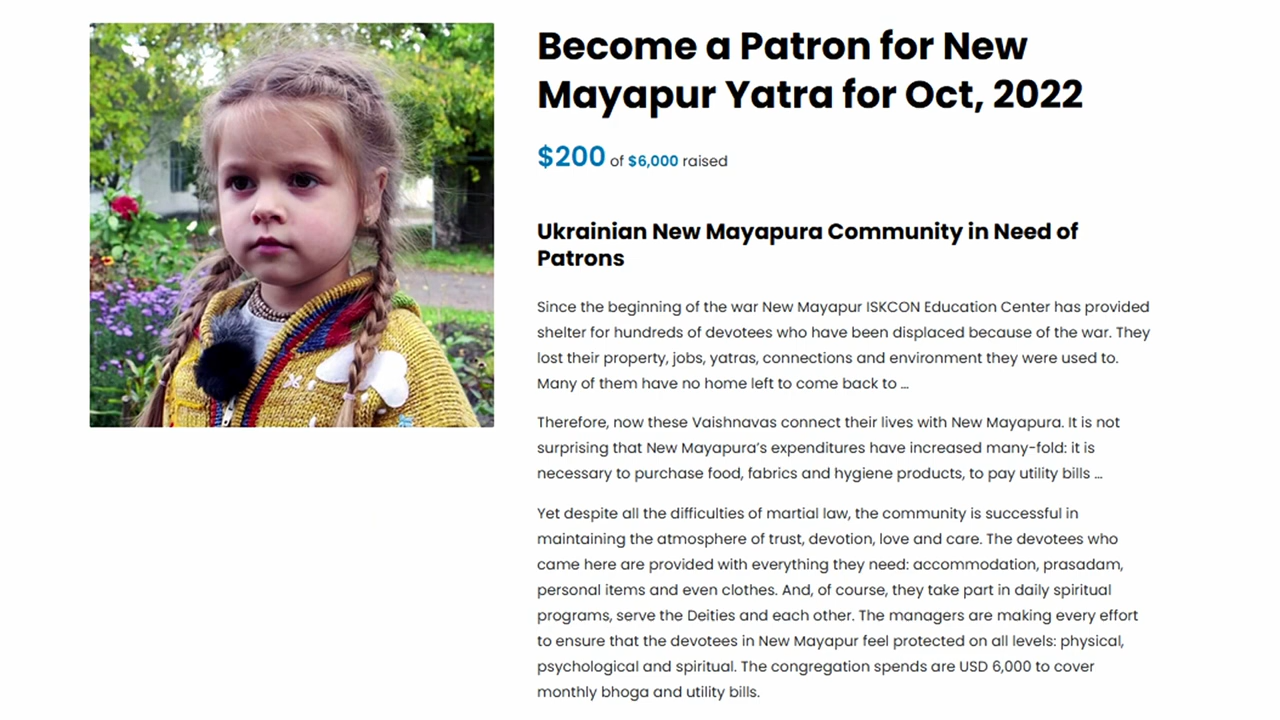 Become a Patron for New
Mayapur Yatra for Oct, 2022
$200 of $6,000 raised
Ukrainian New Mayapura Community in Need of
Patrons
Since the beginning of the war New Mayapur ISKCON Education Center has provided
shelter for hundreds of devotees who have been displaced because of the war. They
lost their property, jobs, yatras, connections and environment they were used to.
Many of them have no home left to come back to ...
Therefore, now these Vaishnavas connect their lives with New Mayapura. It is not
surprising that New Mayapura’s expenditures have increased many-fold: it is
necessary to purchase food, fabrics and hygiene products, to pay utility bills ...
Yet despite all the difficulties of martial law, the community is successful in
maintaining the atmosphere of trust, devotion, love and care. The devotees who
came here are provided with everything they need: accommodation, prasadam,
personal items and even clothes. And, of course, they take part in daily spiritual
programs, serve the Deities and each other. The managers are making every effort
to ensure that the devotees in New Mayapur feel protected on all levels: physical,
psychological and spiritual. The congregation spends are USD 6,000 to cover
monthly bhoga and utility bills.